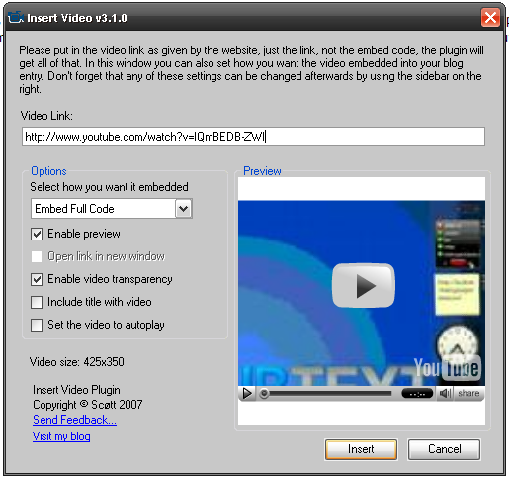 Insert Video v3.1.0
Please put in the video link as given by the website, just the link, not the embed code, the plugin will
get all of that. In this window you can also set how you want the video embedded into your blog
entry. Don't forget that any of these settings can be changed afterwards by using the sidebar on the
right.
Video Link:
http://www.youtube.com/watch?v=IQmBEDB-ZWI
Options
Select how you want it embedded
Embed Full Code
Enable preview
Open link in new window
Enable video transparency
Include title with video
Set the video to autoplay
Video size: 425x350
Insert Video Plugin
Copyright © Scott 2007
Send Feedback...
Visit my blog
Preview
YouTube
share
Insert
Cancel